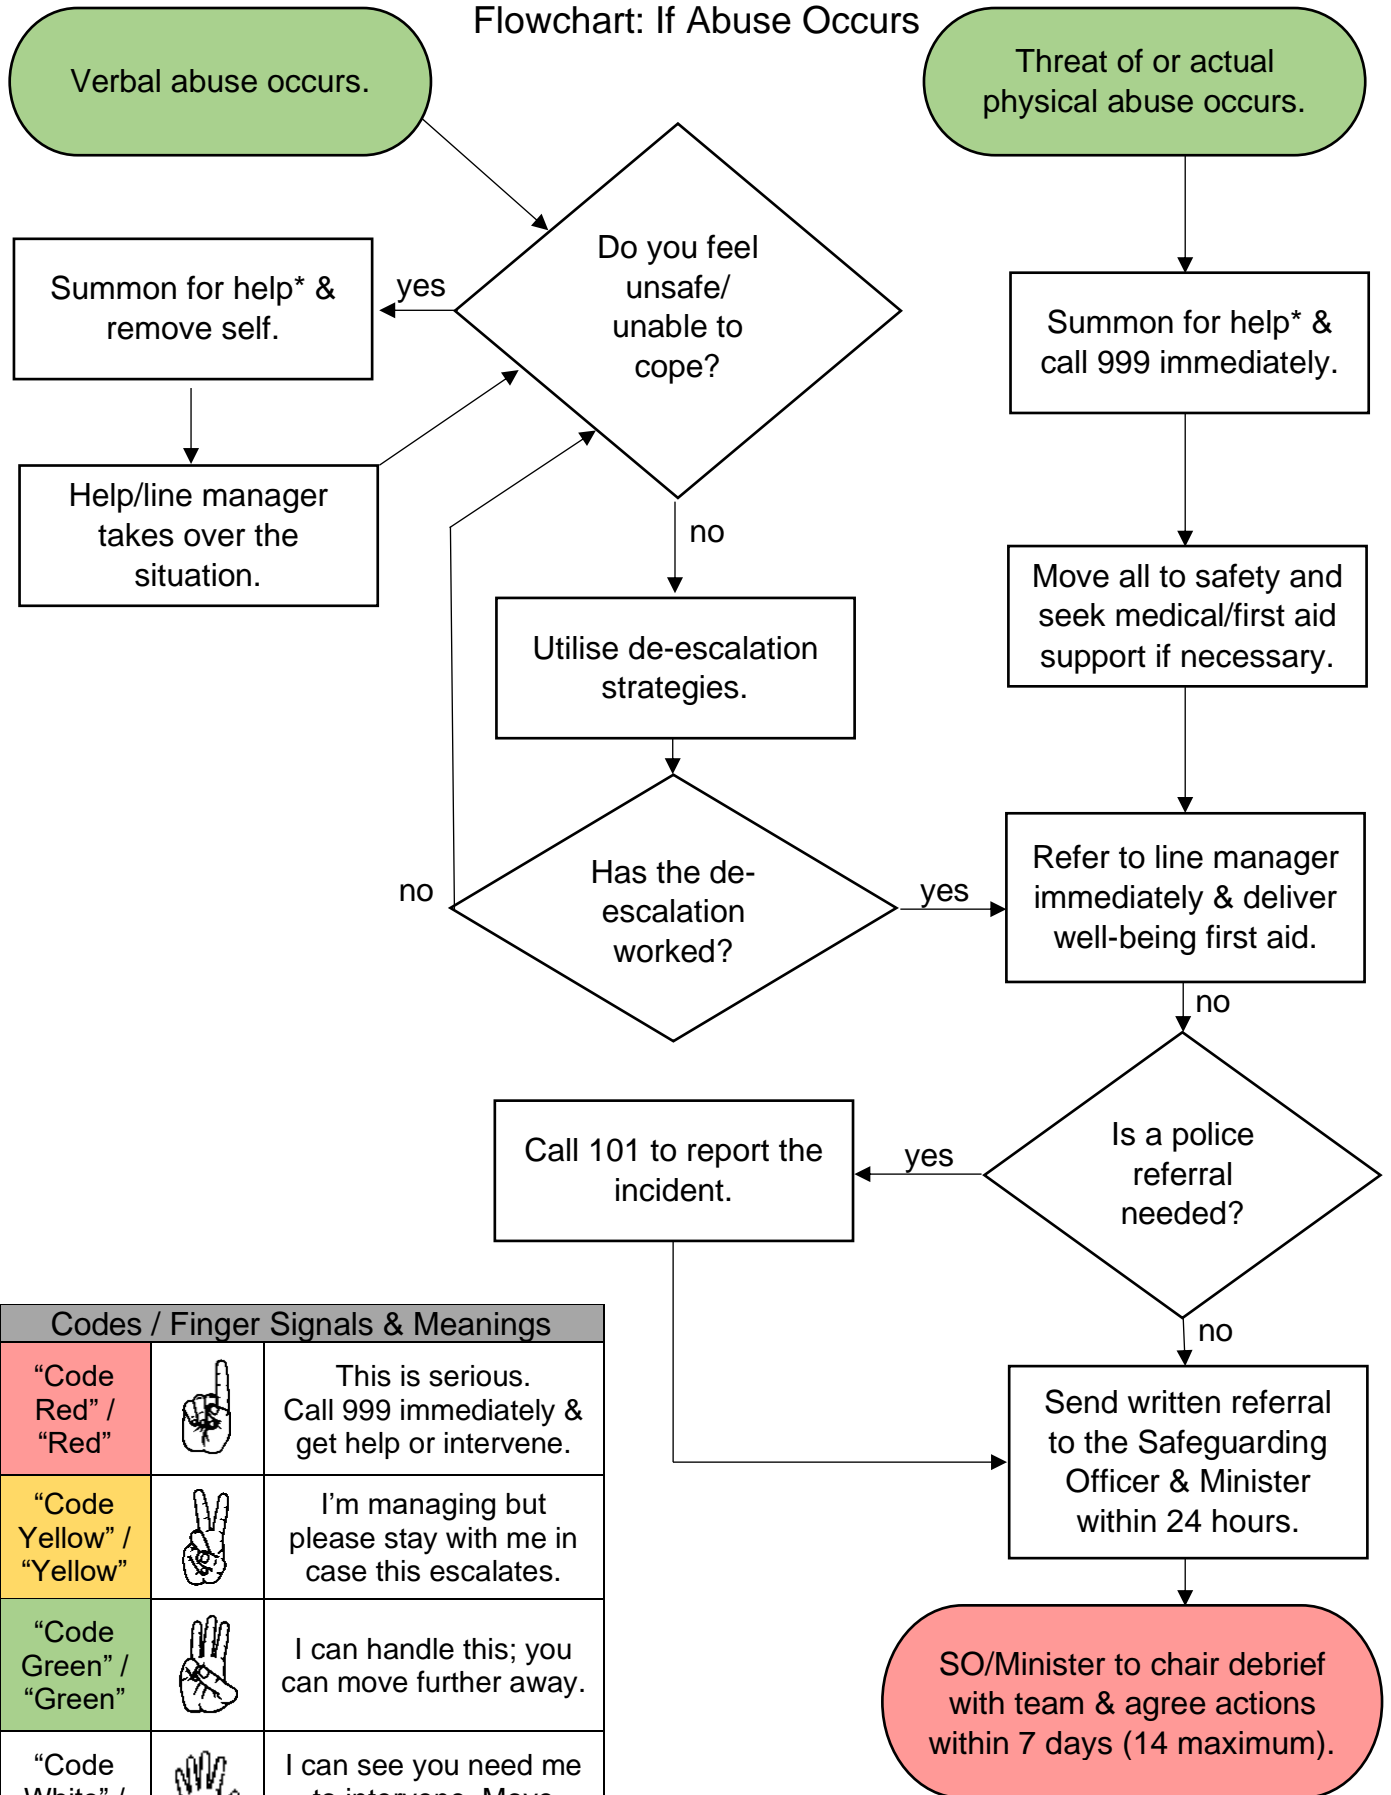 Flowchart: If Abuse Occurs
Verbal abuse occurs.
Threat of or actual
physical abuse occurs.
Do you feel
unsafe/
unable to
cope?
yes
Summon for help* &
remove self.
Help/line manager
takes over the
situation.
no
Utilise de-escalation
strategies.
Has the de-
escalation
worked?
no
yes
Summon for help* &
call 999 immediately.
Move all to safety and
seek medical/first aid
support if necessary.
Refer to line manager
immediately & deliver
well-being first aid.
no
Is a police
referral
needed?
yes
Call 101 to report the
incident.
no
Send written referral
to the Safeguarding
Officer & Minister
within 24 hours.
SO/Minister to chair debrief
with team & agree actions
within 7 days (14 maximum).
Codes / Finger Signals & Meanings
“Code
Red” /
“Red”
This is serious.
Call 999 immediately &
get help or intervene.
“Code
Yellow” /
“Yellow”
I’m managing but
please stay with me in
case this escalates.
“Code
Green” /
“Green”
I can handle this; you
can move further away.
“Code
White” /
I can see you need me
to intervene. Move